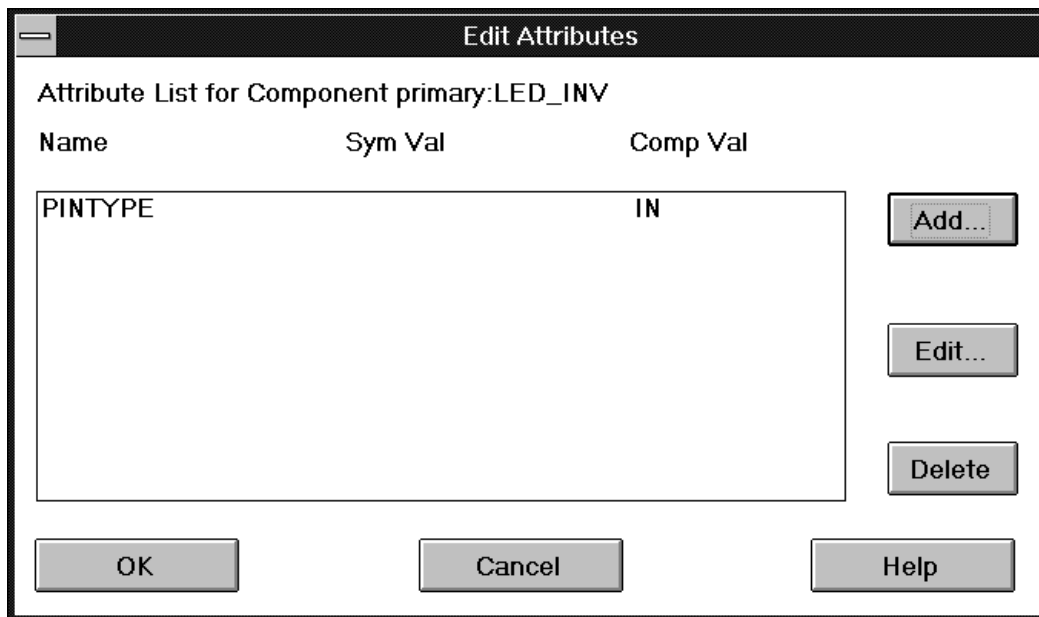 Edit Attributes
Attribute List for Component primary:LED_INV
Name Sym Val Comp Val
PINTYPE IN
Add...
Edit...
Delete
OK Cancel Help